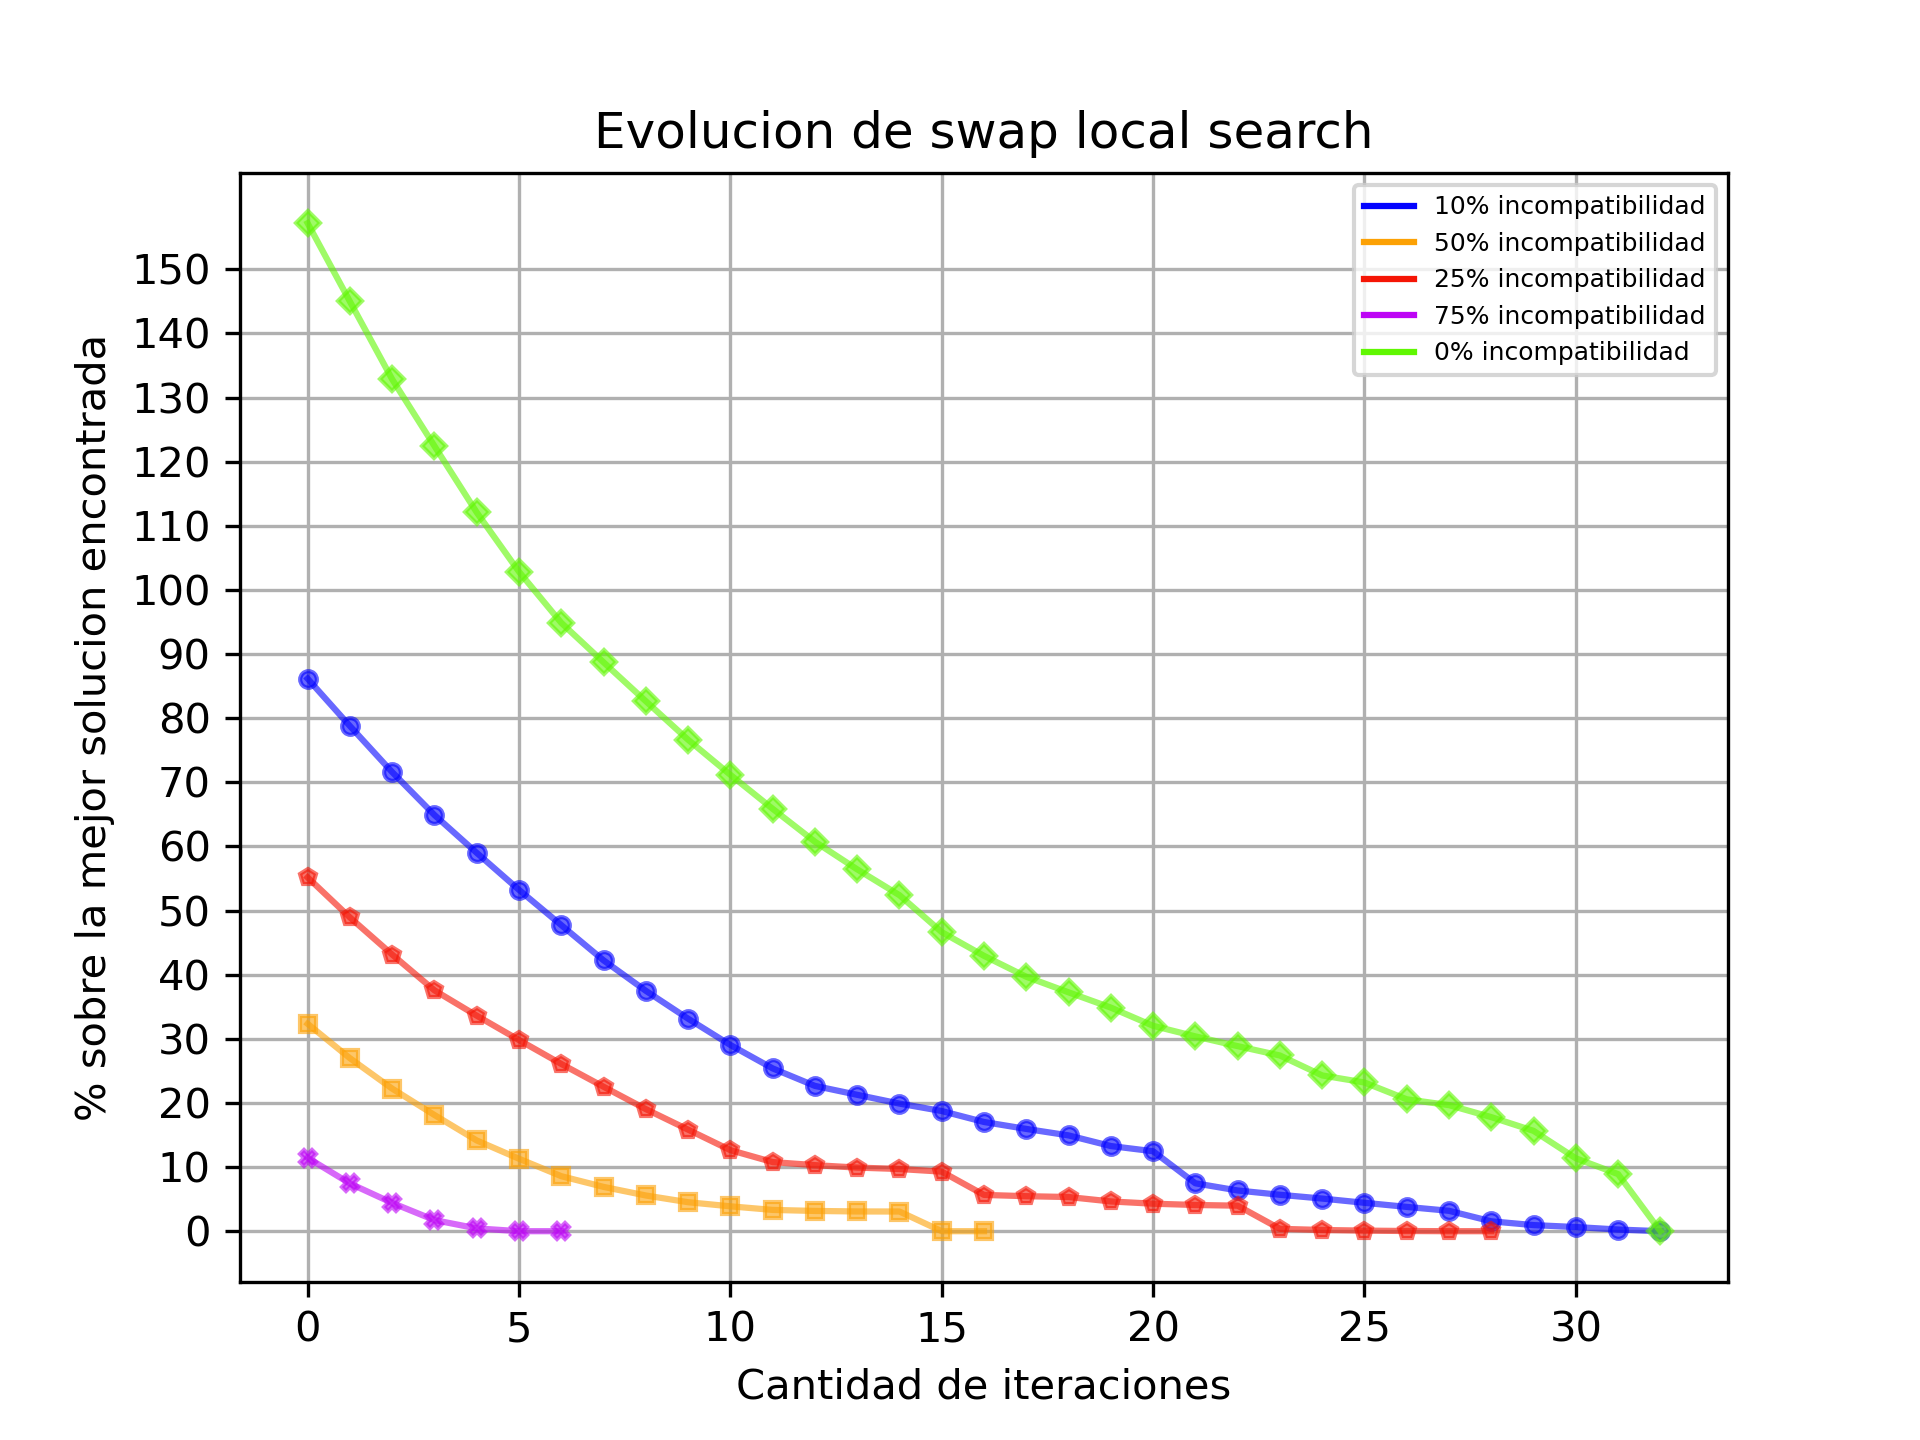 Evolucion de swap local search
10% incompatibilidad
50% incompatibilidad
25% incompatibilidad
75% incompatibilidad
0% incompatibilidad
% sobre la mejor solucion encontrada
150
140
130
120
110
100
90
80
70
60
50
40
30
20
10
0
0 5 10 15 20 25 30
Cantidad de iteraciones